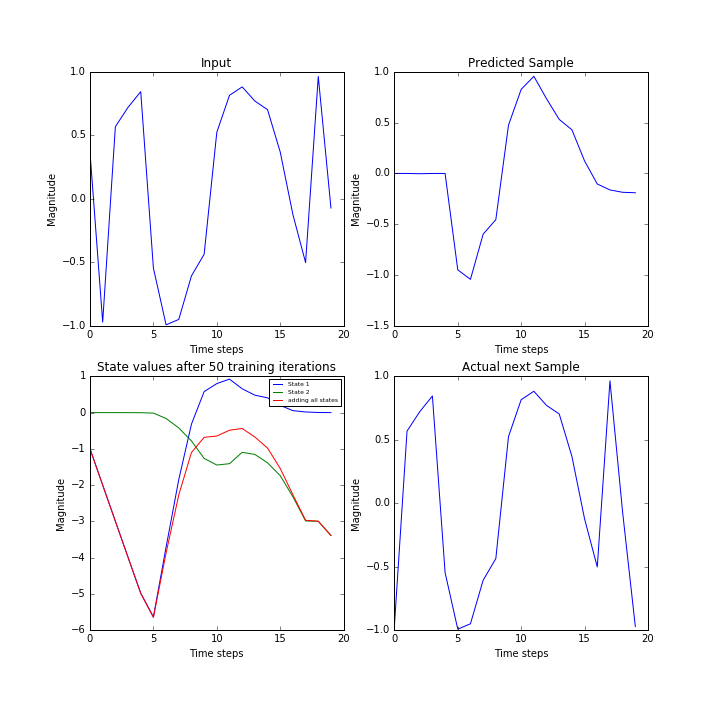 Input
Magnitude
1.0
0.5
0.0
−0.5
−1.0
0
5
10
15
20
Time steps
Predicted Sample
Magnitude
1.0
0.5
0.0
−0.5
−1.0
−1.5
0
5
10
15
20
Time steps
State values after 50 training iterations
Magnitude
1
0
−1
−2
−3
−4
−5
−6
State 1
State 2
adding all states
0
5
10
15
20
Time steps
Actual next Sample
Magnitude
1.0
0.5
0.0
−0.5
−1.0
0
5
10
15
20
Time steps